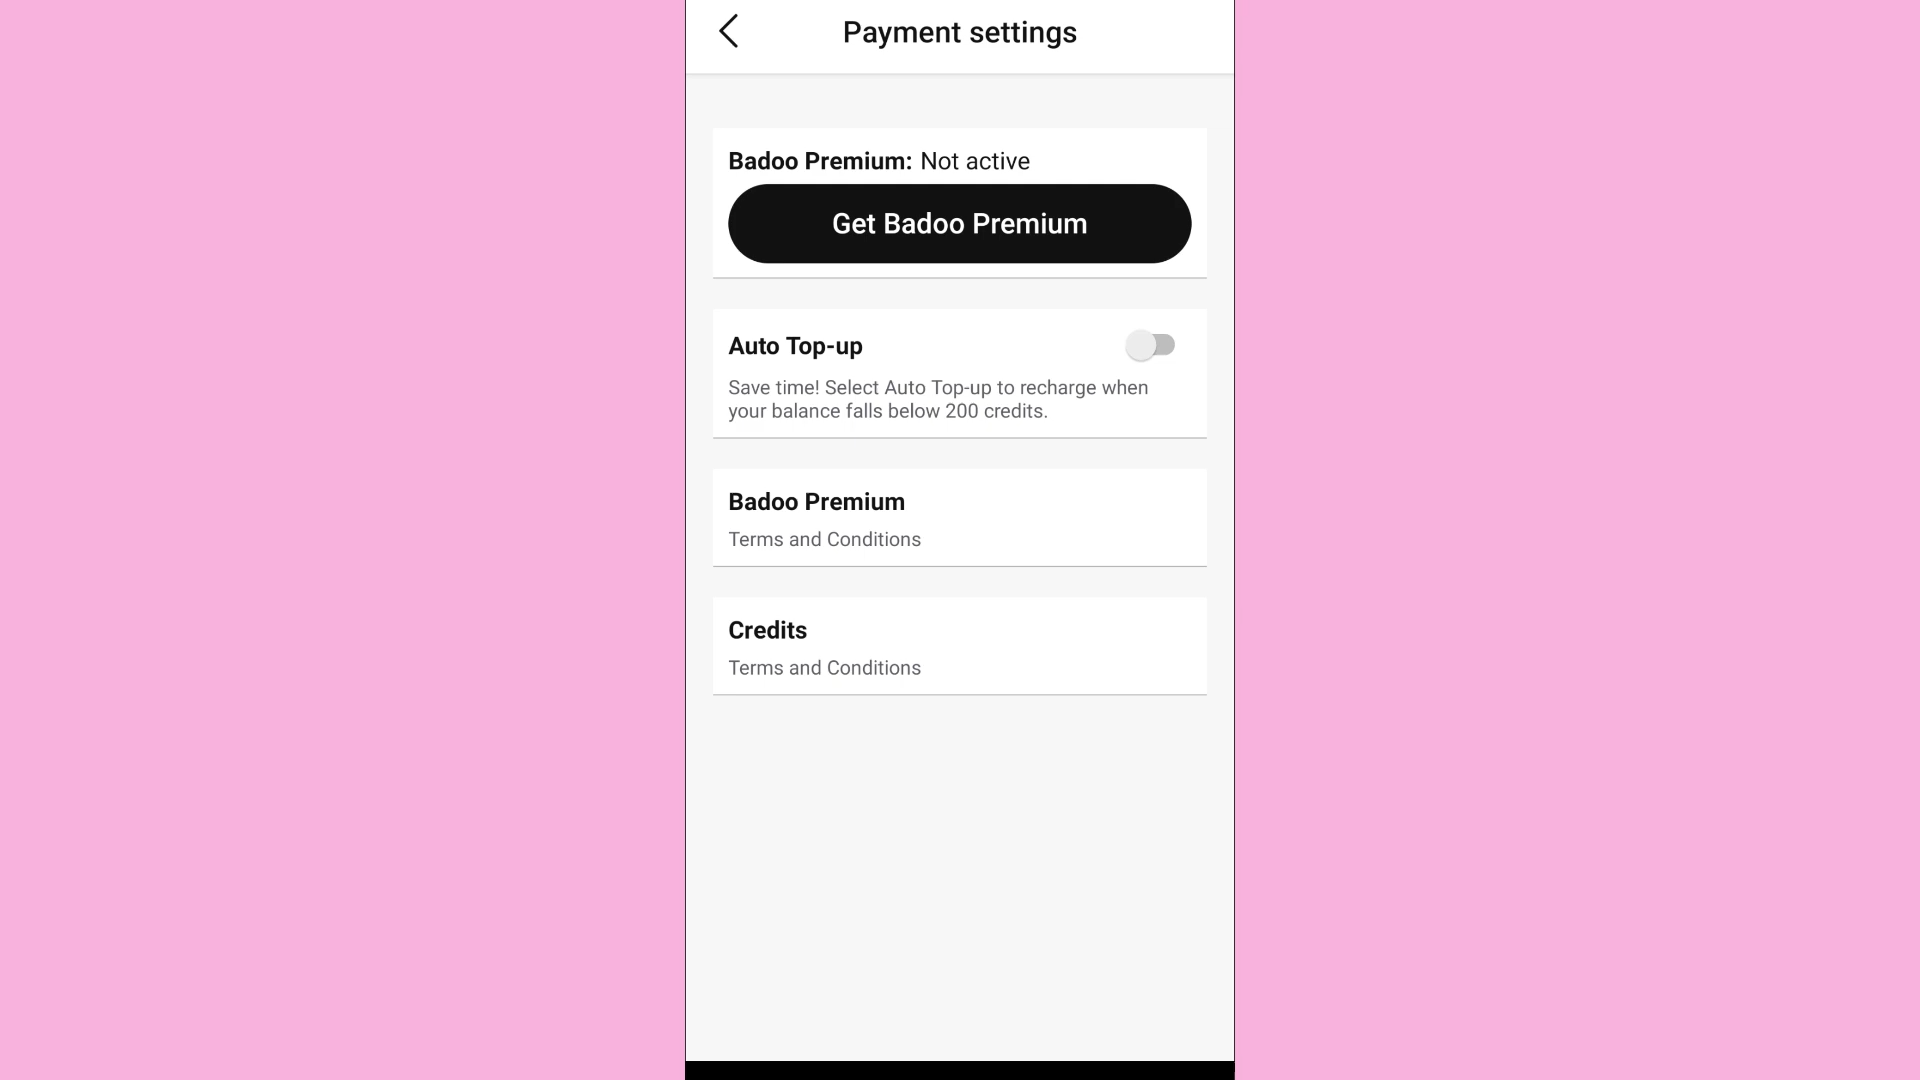 Payment settings
Badoo Premium: Not active
Get Badoo Premium
Auto Top-up
Save time! Select Auto Top-up to recharge when
your balance falls below 200 credits.
Badoo Premium
Terms and Conditions
Credits
Terms and Conditions